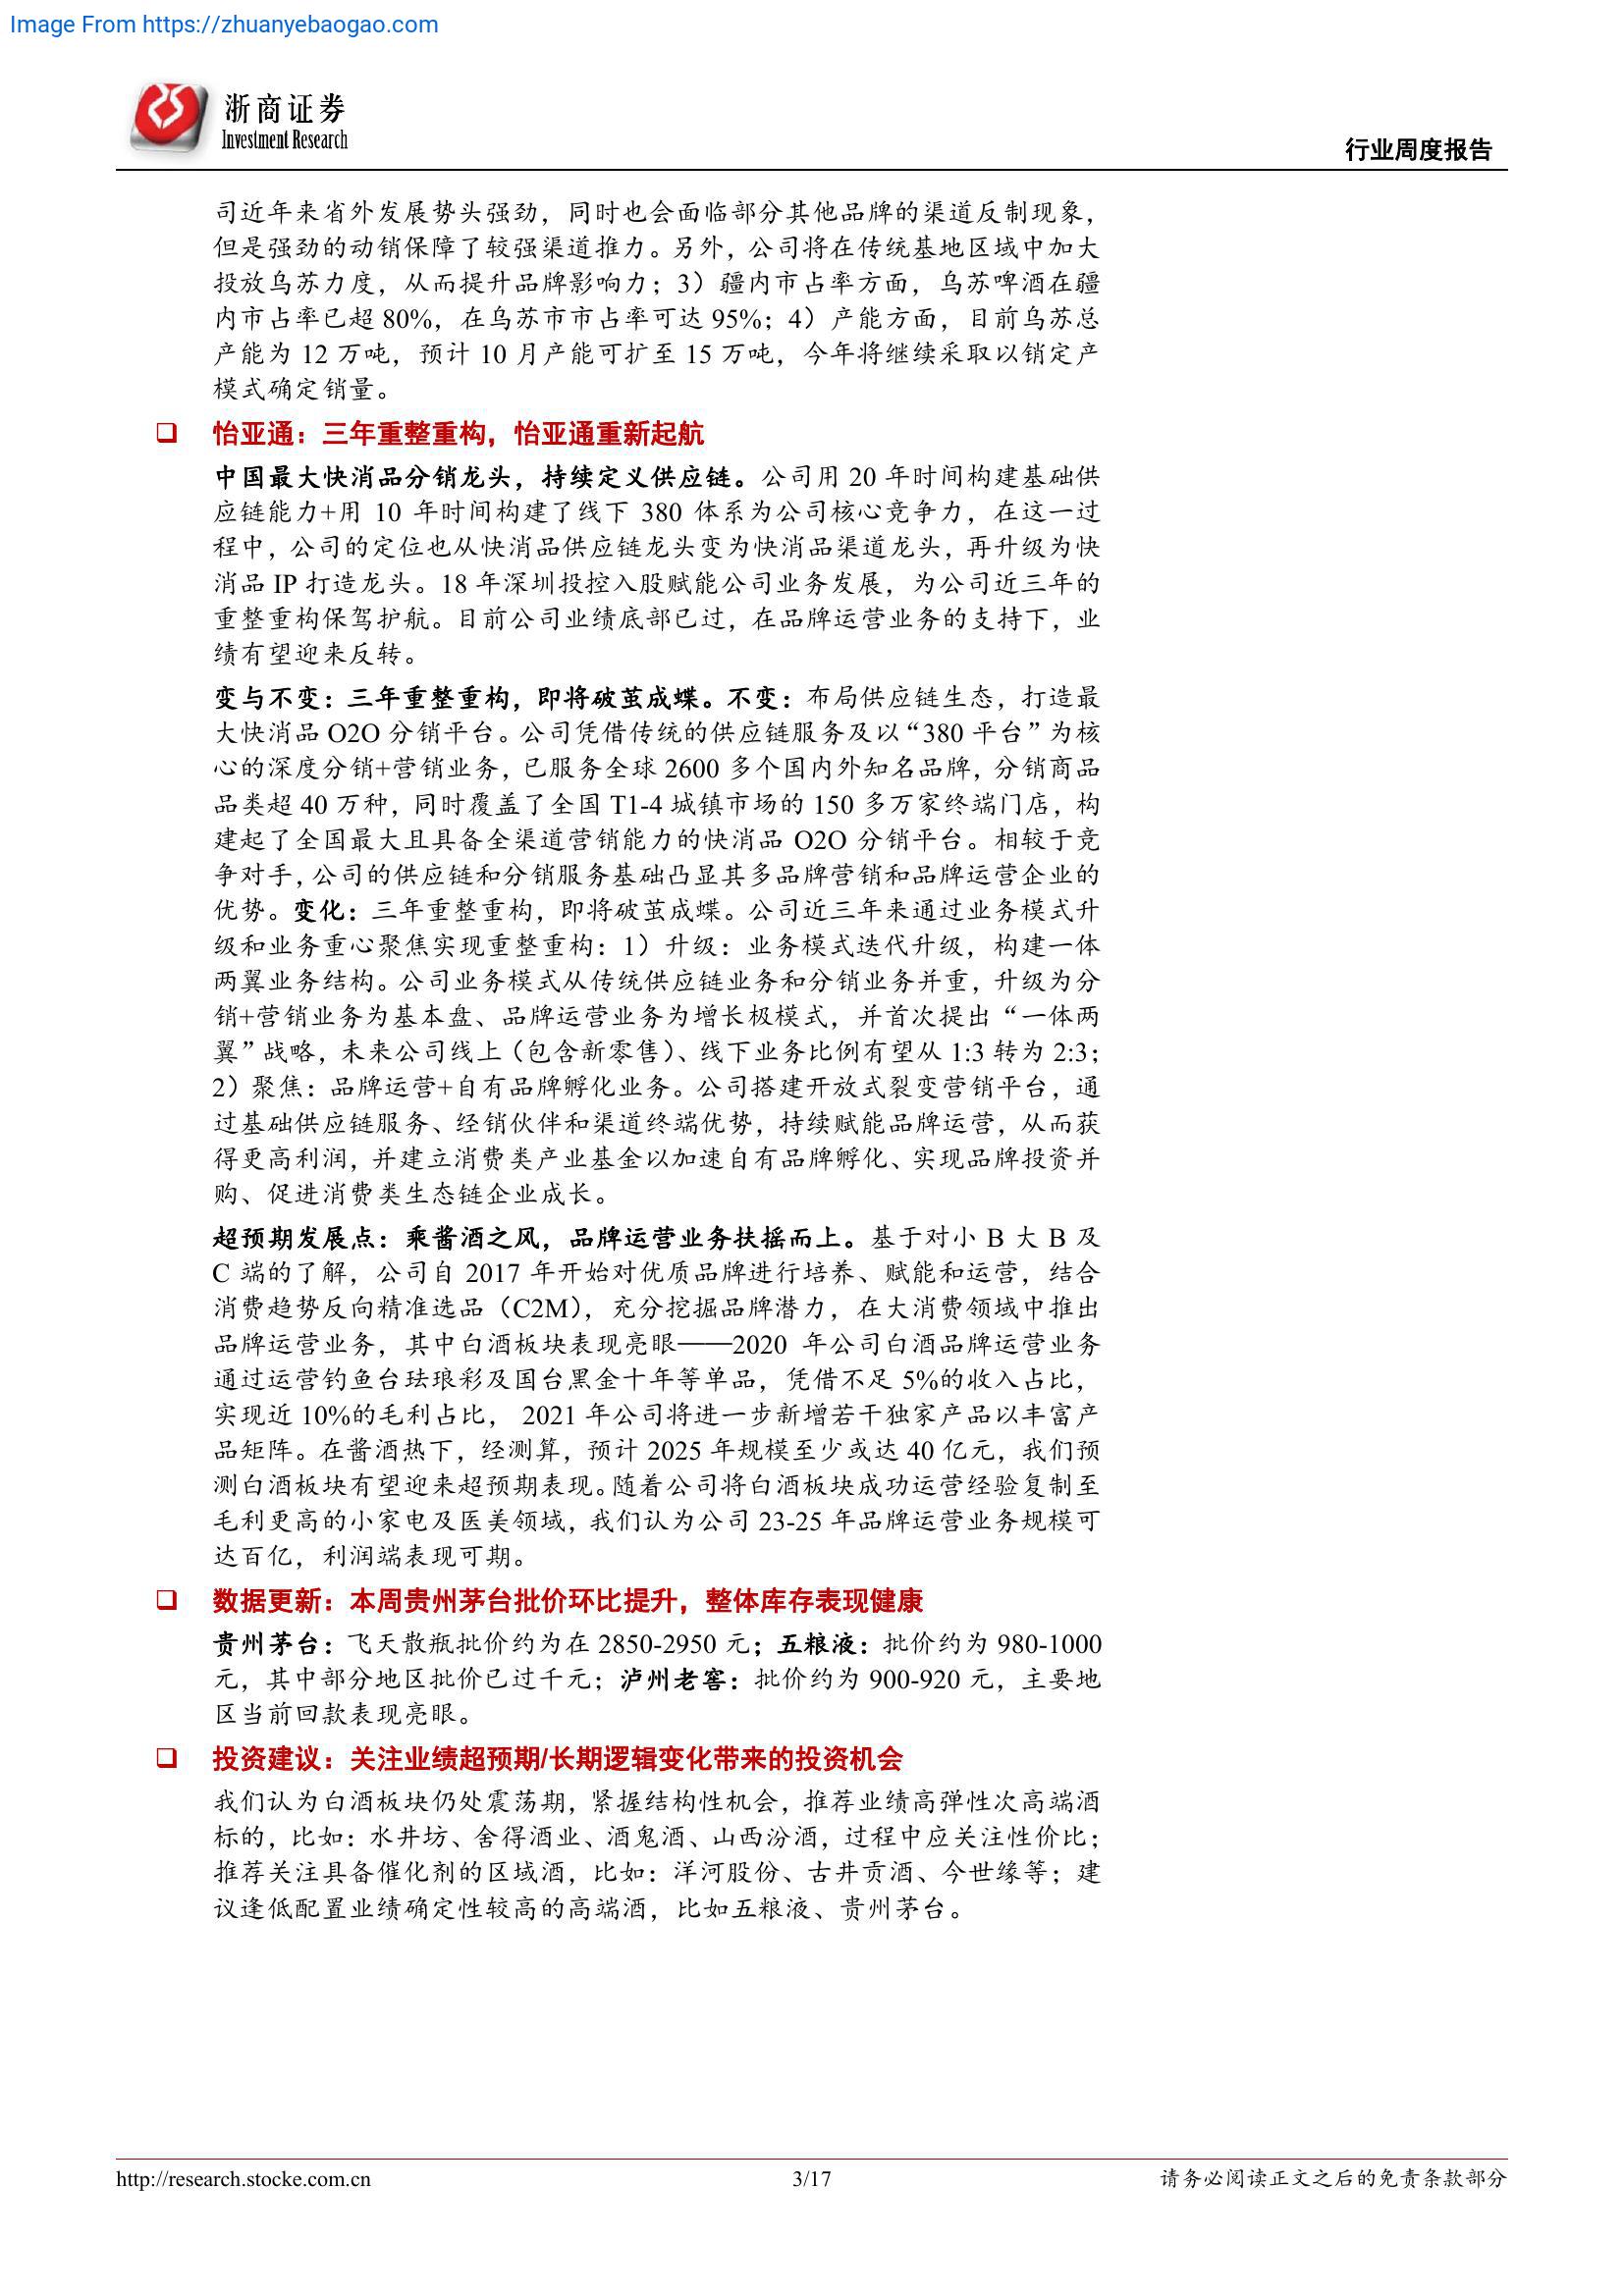 Image From https://zhuanyebaogao.com
浙商证券
Investment Research
行业周度报告
司近年来省外发展势头强劲，同时也会面临部分其他品牌的渠道反制现象，
但是强劲的动销保障了较强渠道推力。另外，公司将在传统基地区域中加大
投放乌苏力度，从而提升品牌影响力；3）疆内市占率方面，乌苏啤酒在疆
内市占率已超 80%，在乌苏市市占率可达 95%；4）产能方面，目前乌苏总
产能为 12 万吨，预计 10 月产能可扩至 15 万吨，今年将继续采取以销定产
模式确定销量。
❑ 怡亚通：三年重整重构，怡亚通重新起航
中国最大快消品分销龙头，持续定义供应链。公司用 20 年时间构建基础供
应链能力+用 10 年时间构建了线下 380 体系为公司核心竞争力，在这一过
程中，公司的定位也从快消品供应链龙头变为快消品渠道龙头，再升级为快
消品 IP 打造龙头。18 年深圳投控入股赋能公司业务发展，为公司近三年的
重整重构保驾护航。目前公司业绩底部已过，在品牌运营业务的支持下，业
绩有望迎来反转。
变与不变：三年重整重构，即将破茧成蝶。不变：布局供应链生态，打造最
大快消品 O2O 分销平台。公司凭借传统的供应链服务及以“380 平台”为核
心的深度分销+营销业务，已服务全球 2600 多个国内外知名品牌，分销商品
品类超 40 万种，同时覆盖了全国 T1-4 城镇市场的 150 多万家终端门店，构
建起了全国最大且具备全渠道营销能力的快消品 O2O 分销平台。相较于竞
争对手，公司的供应链和分销服务基础凸显其多品牌营销和品牌运营企业的
优势。变化：三年重整重构，即将破茧成蝶。公司近三年来通过业务模式升
级和业务重心聚焦实现重整重构：1）升级：业务模式迭代升级，构建一体
两翼业务结构。公司业务模式从传统供应链业务和分销业务并重，升级为分
销+营销业务为基本盘、品牌运营业务为增长极模式，并首次提出“一体两
翼”战略，未来公司线上（包含新零售）、线下业务比例有望从 1:3 转为 2:3；
2）聚焦：品牌运营+自有品牌孵化业务。公司搭建开放式裂变营销平台，通
过基础供应链服务、经销伙伴和渠道终端优势，持续赋能品牌运营，从而获
得更高利润，并建立消费类产业基金以加速自有品牌孵化、实现品牌投资并
购、促进消费类生态链企业成长。
超预期发展点：乘酱酒之风，品牌运营业务扶摇而上。基于对小 B 大 B 及
C 端的了解，公司自 2017 年开始对优质品牌进行培养、赋能和运营，结合
消费趋势反向精准选品（C2M），充分挖掘品牌潜力，在大消费领域中推出
品牌运营业务，其中白酒板块表现亮眼——2020 年公司白酒品牌运营业务
通过运营钓鱼台珐琅彩及国台黑金十年等单品，凭借不足 5%的收入占比，
实现近 10%的毛利占比， 2021 年公司将进一步新增若干独家产品以丰富产
品矩阵。在酱酒热下，经测算，预计 2025 年规模至少或达 40 亿元，我们预
测白酒板块有望迎来超预期表现。随着公司将白酒板块成功运营经验复制至
毛利更高的小家电及医美领域，我们认为公司 23-25 年品牌运营业务规模可
达百亿，利润端表现可期。
❑ 数据更新：本周贵州茅台批价环比提升，整体库存表现健康
贵州茅台：飞天散瓶批价约为在 2850-2950 元；五粮液：批价约为 980-1000
元，其中部分地区批价已过千元；泸州老窖：批价约为 900-920 元，主要地
区当前回款表现亮眼。
❑ 投资建议：关注业绩超预期/长期逻辑变化带来的投资机会
我们认为白酒板块仍处震荡期，紧握结构性机会，推荐业绩高弹性次高端酒
标的，比如：水井坊、舍得酒业、酒鬼酒、山西汾酒，过程中应关注性价比；
推荐关注具备催化剂的区域酒，比如：洋河股份、古井贡酒、今世缘等；建
议逢低配置业绩确定性较高的高端酒，比如五粮液、贵州茅台。
http://research.stocke.com.cn
3/17
请务必阅读正文之后的免责条款部分